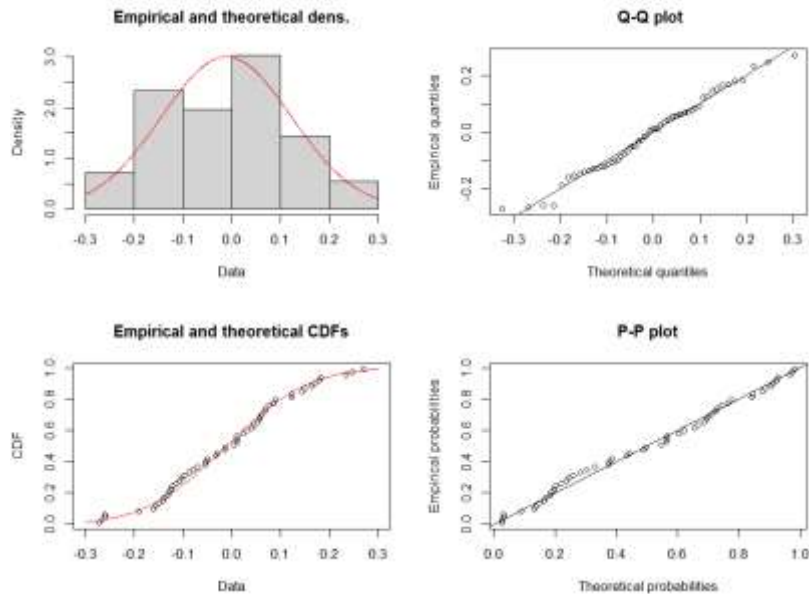 Empirical and theoretical dens.
Density
0.0 1.0 2.0 3.0
-0.3 -0.2 -0.1 0.0 0.1 0.2 0.3
Data
Q-Q plot
Empirical quantiles
-0.2 0.0 0.2
-0.3 -0.2 -0.1 0.0 0.1 0.2 0.3
Theoretical quantiles
Empirical and theoretical CDFs
CDF
0.0 0.2 0.4 0.6 0.8 1.0
-0.3 -0.2 -0.1 0.0 0.1 0.2 0.3
Data
P-P plot
Empirical probabilities
0.0 0.2 0.4 0.6 0.8 1.0
0.0 0.2 0.4 0.6 0.8 1.0
Theoretical probabilities